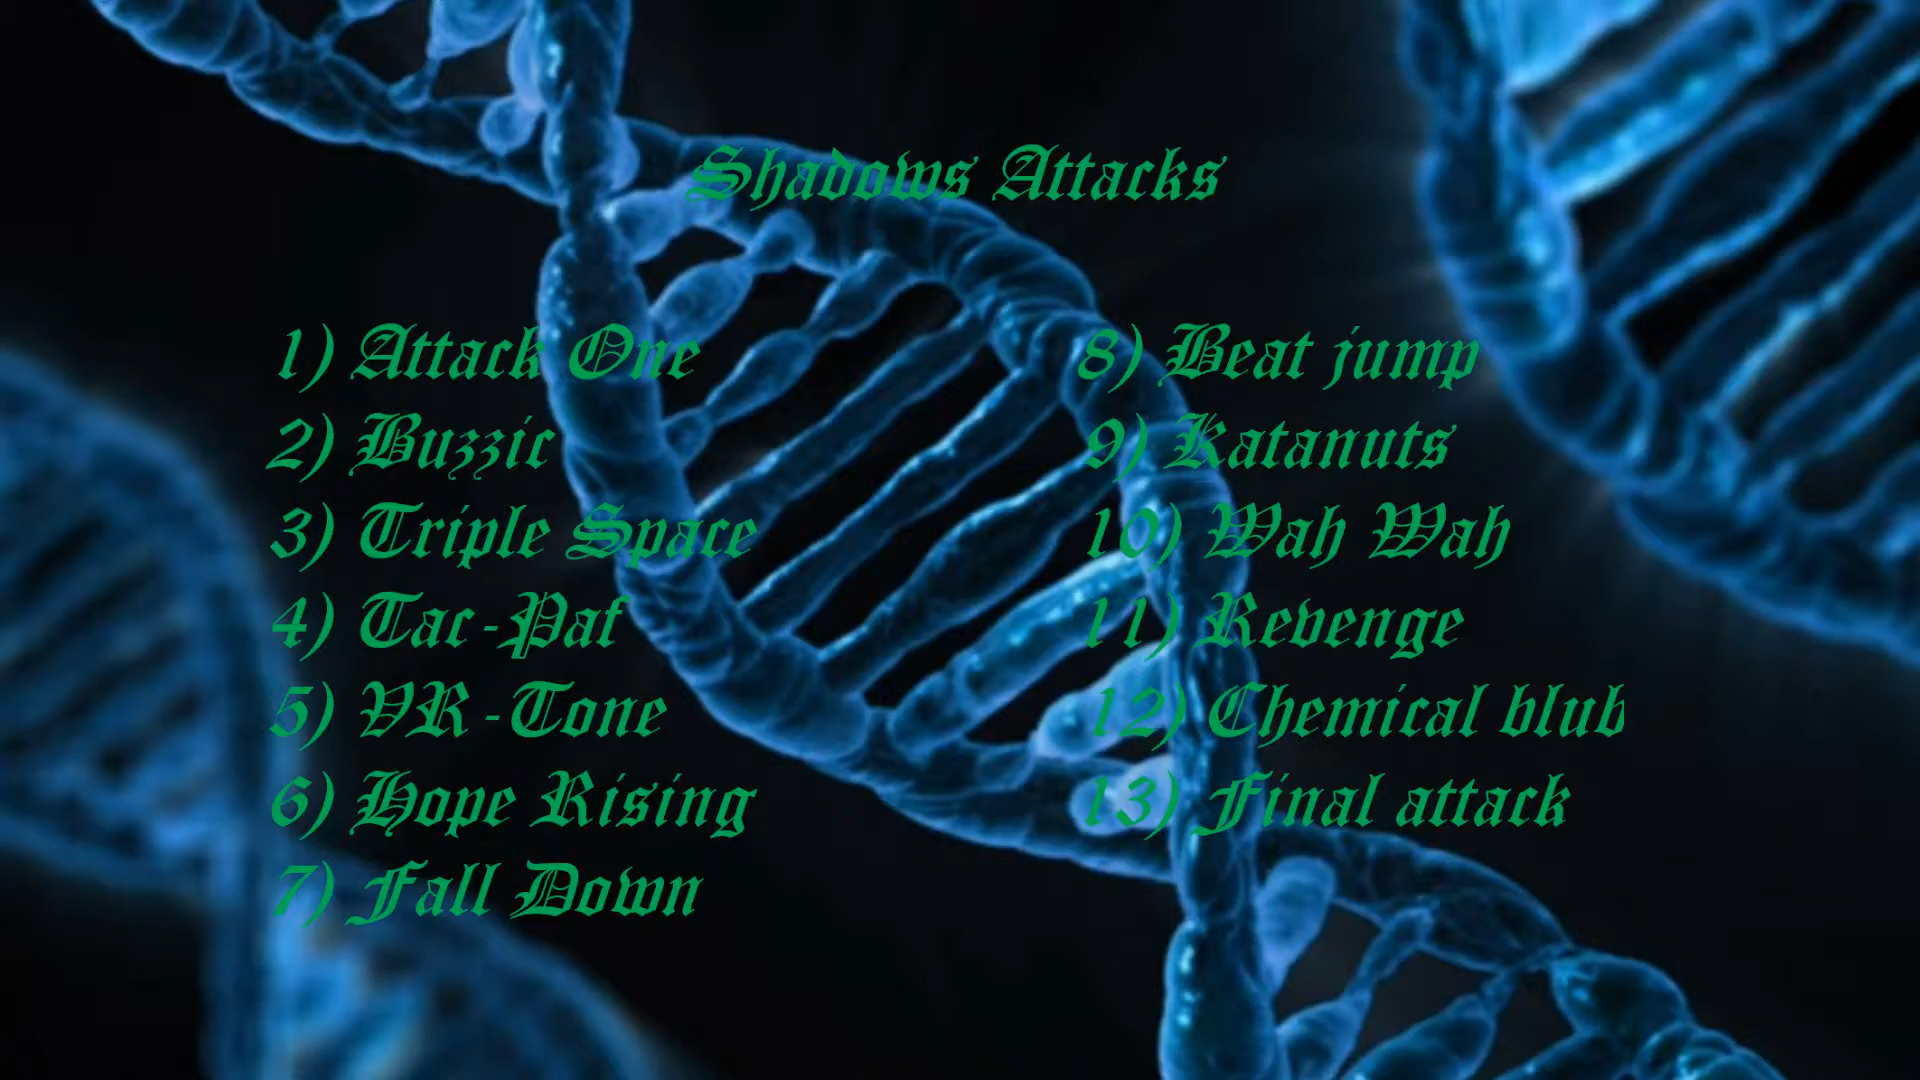 Shadows Attacks
1) Attack One
2) Buzzic
3) Triple Space
4) Tac-Paf
5) VR-Tone
6) Hope Rising
7) Fall Down
8) Beat jump
9) Katanuts
10) Wah Wah
11) Revenge
12) Chemical blub
13) Final attack